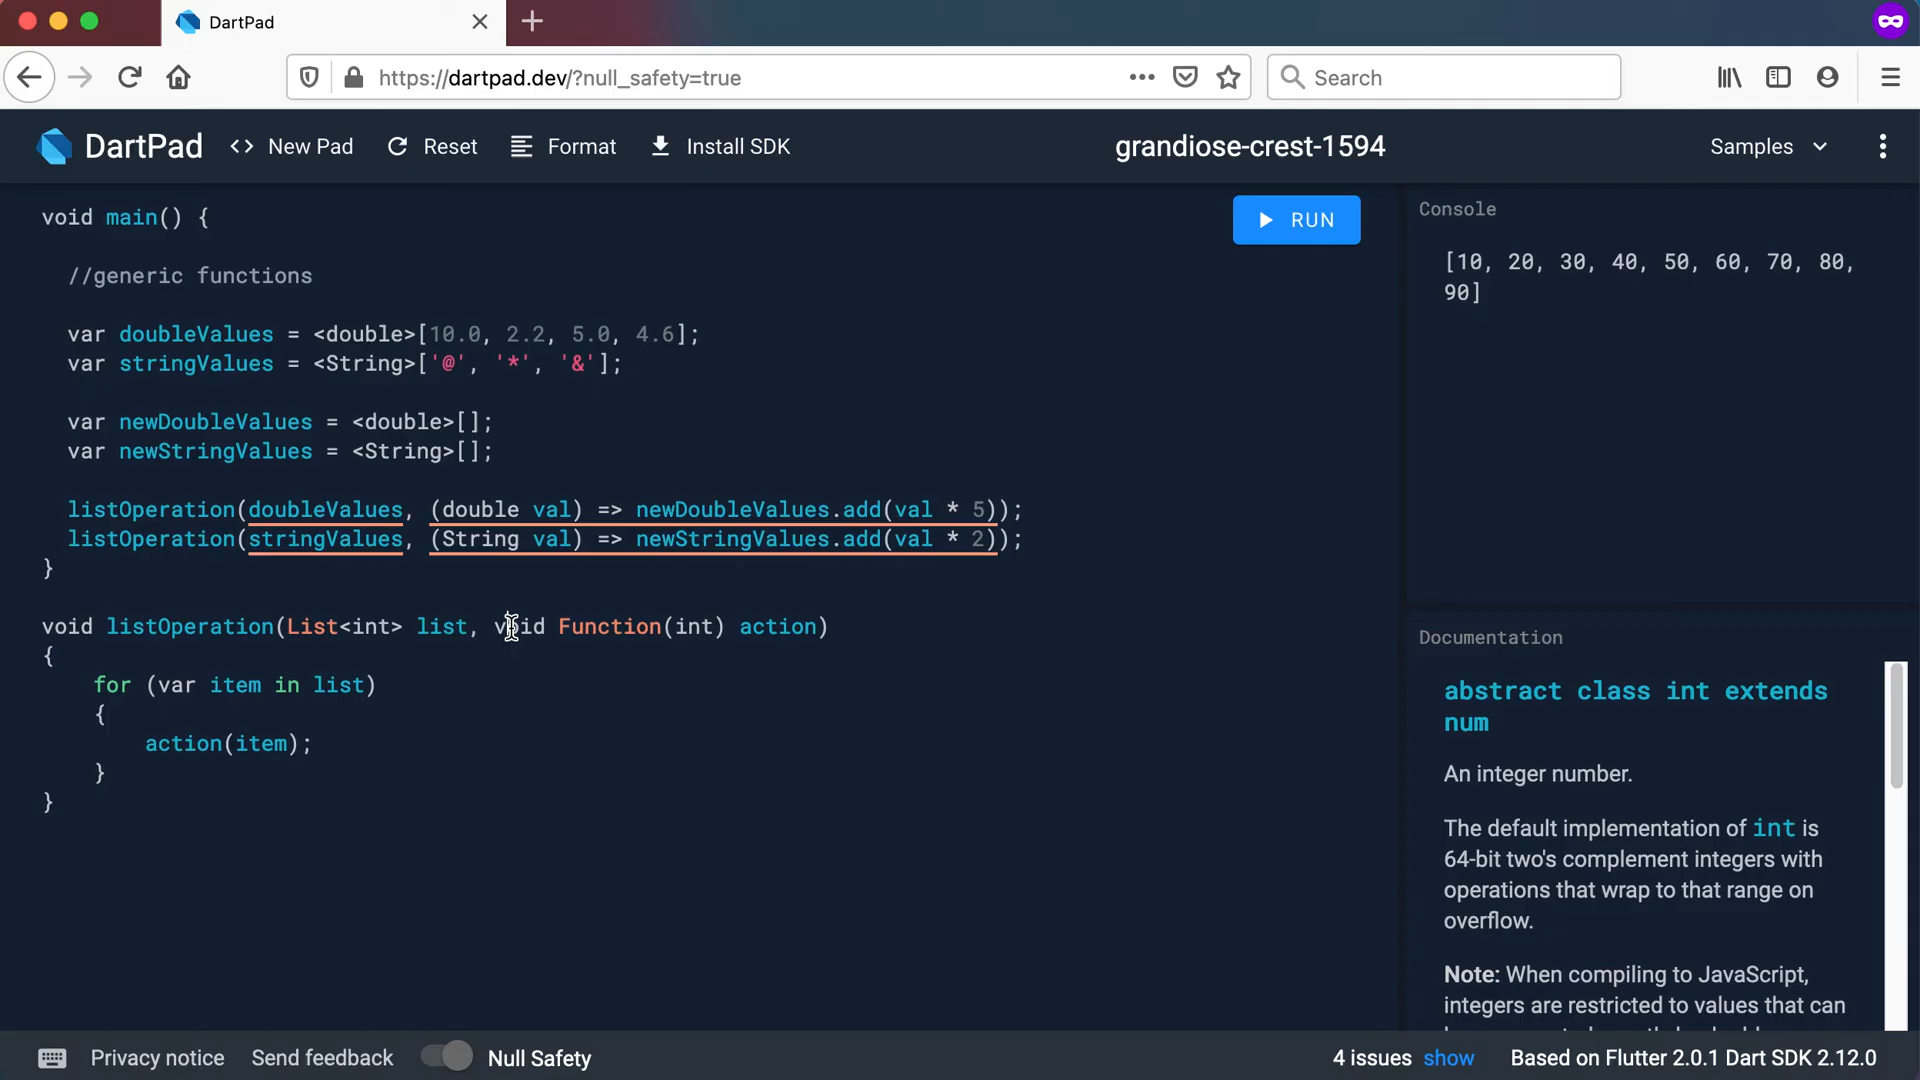 DartPad
https://dartpad.dev/?null_safety=true
Search
DartPad
<> New Pad
Reset
Format
Install SDK
grandiose-crest-1594
Samples
void main() {
RUN
//generic functions
var doubleValues = <double>[10.0, 2.2, 5.0, 4.6];
var stringValues = <String>['@', '*', '&'];
var newDoubleValues = <double>[];
var newStringValues = <String>[];
listOperation(doubleValues, (double val) => newDoubleValues.add(val * 5));
listOperation(stringValues, (String val) => newStringValues.add(val * 2));
}
void listOperation(List<int> list, void Function(int) action)
{
for (var item in list)
{
action(item);
}
}
Console
[10, 20, 30, 40, 50, 60, 70, 80,
90]
Documentation
abstract class int extends
num
An integer number.
The default implementation of int is
64-bit two's complement integers with
operations that wrap to that range on
overflow.
Note: When compiling to JavaScript,
integers are restricted to values that can
Privacy notice
Send feedback
Null Safety
4 issues show
Based on Flutter 2.0.1 Dart SDK 2.12.0